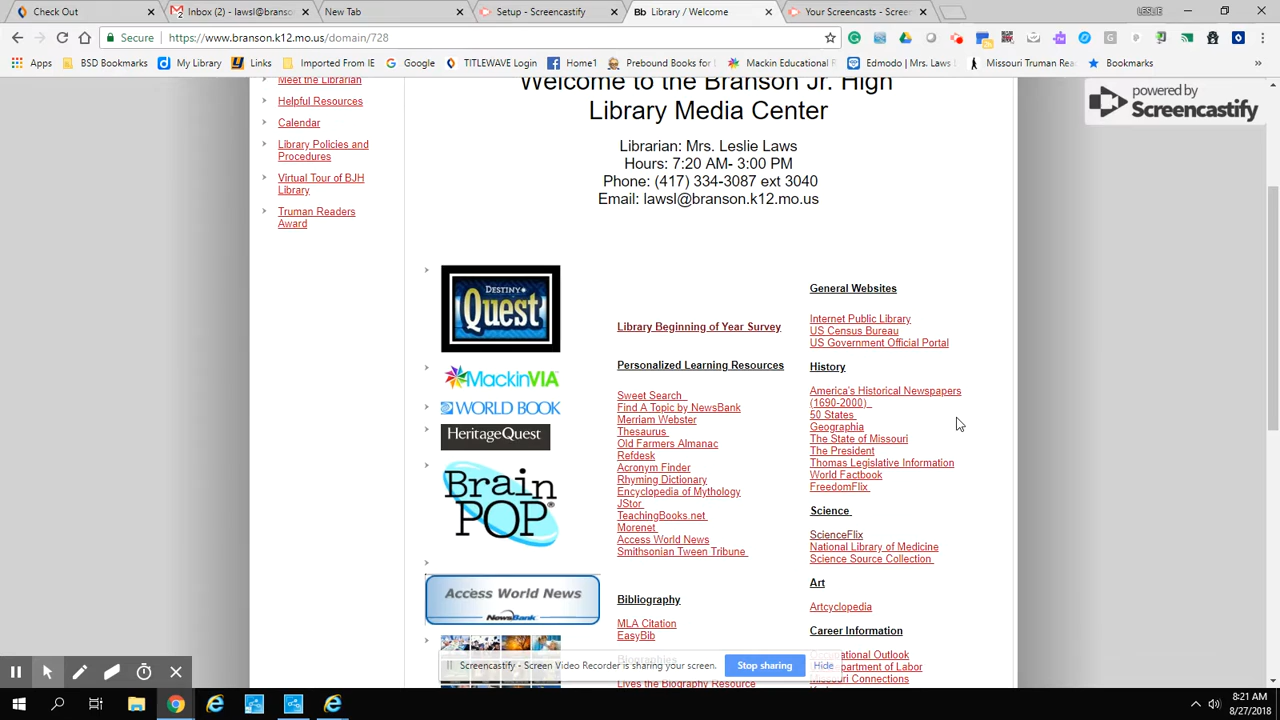 Check Out
Inbox (2) - lawsl@branson.
New Tab
Setup - Screencastify
Bb Library / Welcome
Your Screencasts - Screer
LESLIE
Secure
https://www.branson.k12.mo.us/domain/728
Apps
BSD Bookmarks
My Library
Links
Imported From IE
Google
TITLEWAVE Login
Home1
Prebound Books for L
Mackin Educational R
Edmodo | Mrs. Laws L
Missouri Truman Rea
Bookmarks
»
Meet the Librarian
Helpful Resources
Calendar
Library Policies and
Procedures
Virtual Tour of BJH
Library
Truman Readers
Award
Welcome to the Branson Jr. High
Library Media Center
Librarian: Mrs. Leslie Laws
Hours: 7:20 AM- 3:00 PM
Phone: (417) 334-3087 ext 3040
Email: lawsl@branson.k12.mo.us
powered by
Screencastify
DESTINY
Quest
MackinVIA
WORLD BOOK
HeritageQuest
Brain
POP®
Access World News
NewsBank
Library Beginning of Year Survey
Personalized Learning Resources
Sweet Search
Find A Topic by NewsBank
Merriam Webster
Thesaurus
Old Farmers Almanac
Refdesk
Acronym Finder
Rhyming Dictionary
Encyclopedia of Mythology
JStor
TeachingBooks.net
Morenet
Access World News
Smithsonian Tween Tribune
Bibliography
MLA Citation
EasyBib
Lives the Biography Resource
General Websites
Internet Public Library
US Census Bureau
US Government Official Portal
History
America's Historical Newspapers
(1690-2000)
50 States
Geographia
The State of Missouri
The President
Thomas Legislative Information
World Factbook
FreedomFlix
Science
ScienceFlix
National Library of Medicine
Science Source Collection
Art
Artcyclopedia
Career Information
Occupational Outlook
partment of Labor
Missouri Connections
Screencastify - Screen Video Recorder is sharing your screen.
Stop sharing
Hide
8:21 AM
8/27/2018